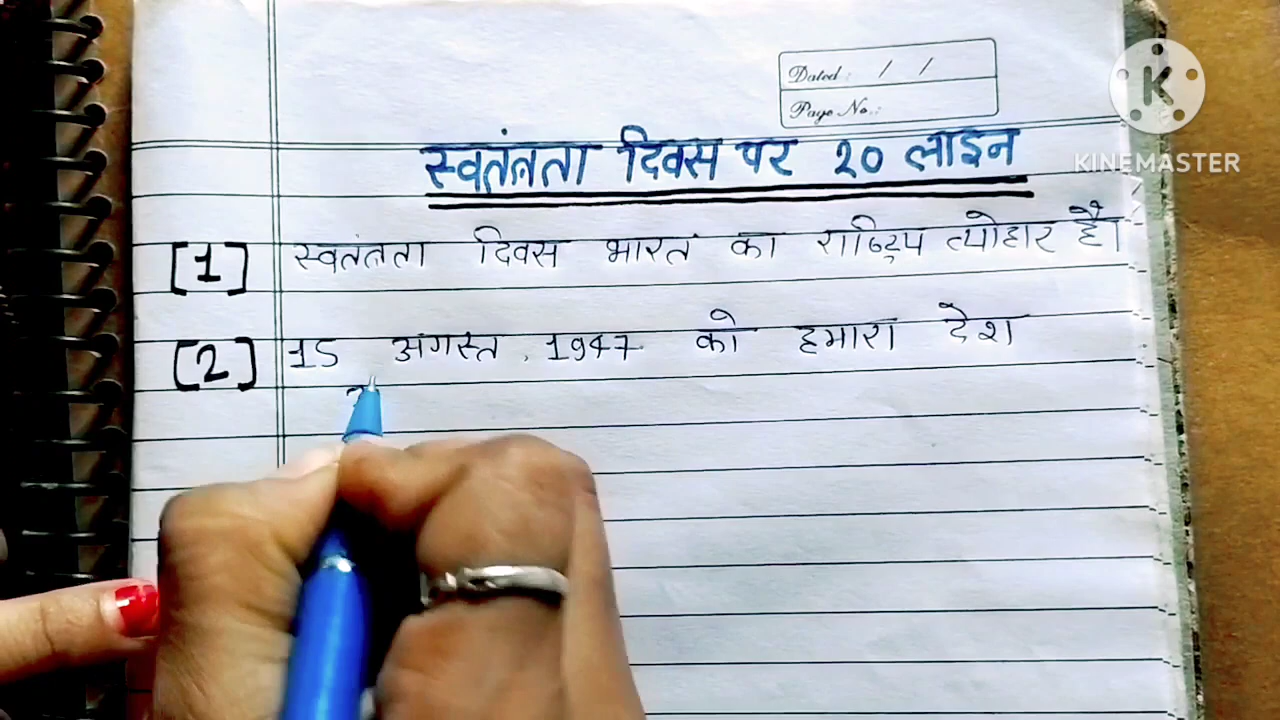 Dated : / /
Page No.:
K
KINEMASTER
स्वतंत्रता दिवस पर 20 लाइन
[1] स्वतंत्रता दिवस भारत का राष्ट्रिय त्योहार है।
[2] 15 अगस्त, 1947 को हमारा देश